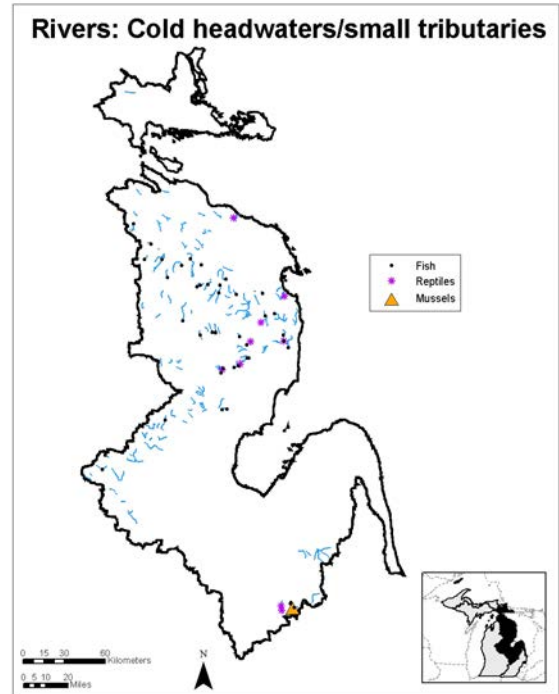 Rivers: Cold headwaters/small tributaries
Fish
Reptiles
Mussels
0 15 30 60
Kilometers
N
0 5 10 20
Miles